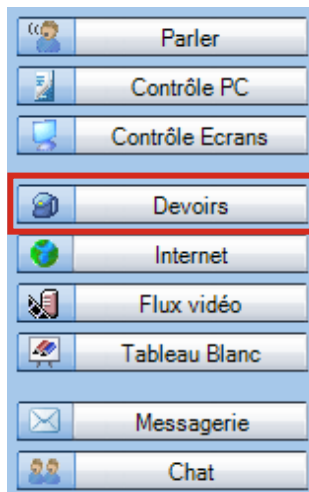 Parler
Contrôle PC
Contrôle Ecrans
Devoirs
Internet
Flux vidéo
Tableau Blanc
Messagerie
Chat